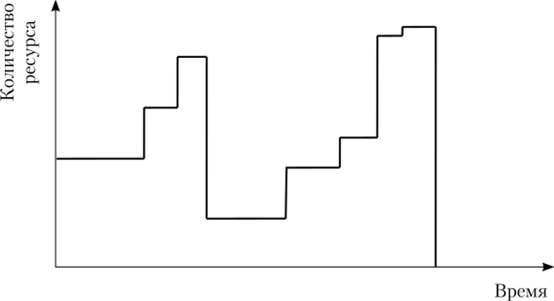 Количество
ресурса
Время